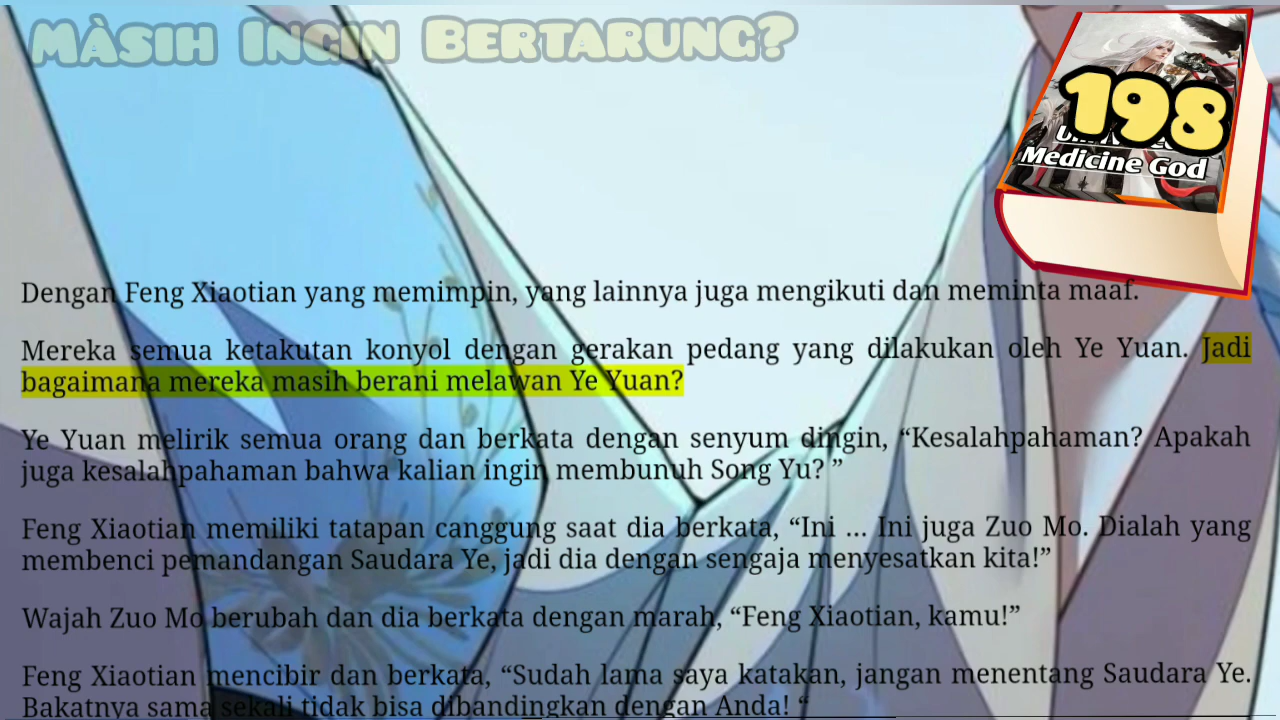 Màsih Ingin Bertarung?
198
Medicine God
Dengan Feng Xiaotian yang memimpin, yang lainnya juga mengikuti dan meminta maaf.
Mereka semua ketakutan konyol dengan gerakan pedang yang dilakukan oleh Ye Yuan. Jadi
bagaimana mereka masih berani melawan Ye Yuan?
Ye Yuan melirik semua orang dan berkata dengan senyum dingin, “Kesalahpahaman? Apakah
juga kesalahpahaman bahwa kalian ingin membunuh Song Yu? ”
Feng Xiaotian memiliki tatapan canggung saat dia berkata, “Ini ... Ini juga Zuo Mo. Dialah yang
membenci pemandangan Saudara Ye, jadi dia dengan sengaja menyesatkan kita!”
Wajah Zuo Mo berubah dan dia berkata dengan marah, “Feng Xiaotian, kamu!”
Feng Xiaotian mencibir dan berkata, “Sudah lama saya katakan, jangan menentang Saudara Ye.
Bakatnya sama sekali tidak bisa dibandingkan dengan Anda! “